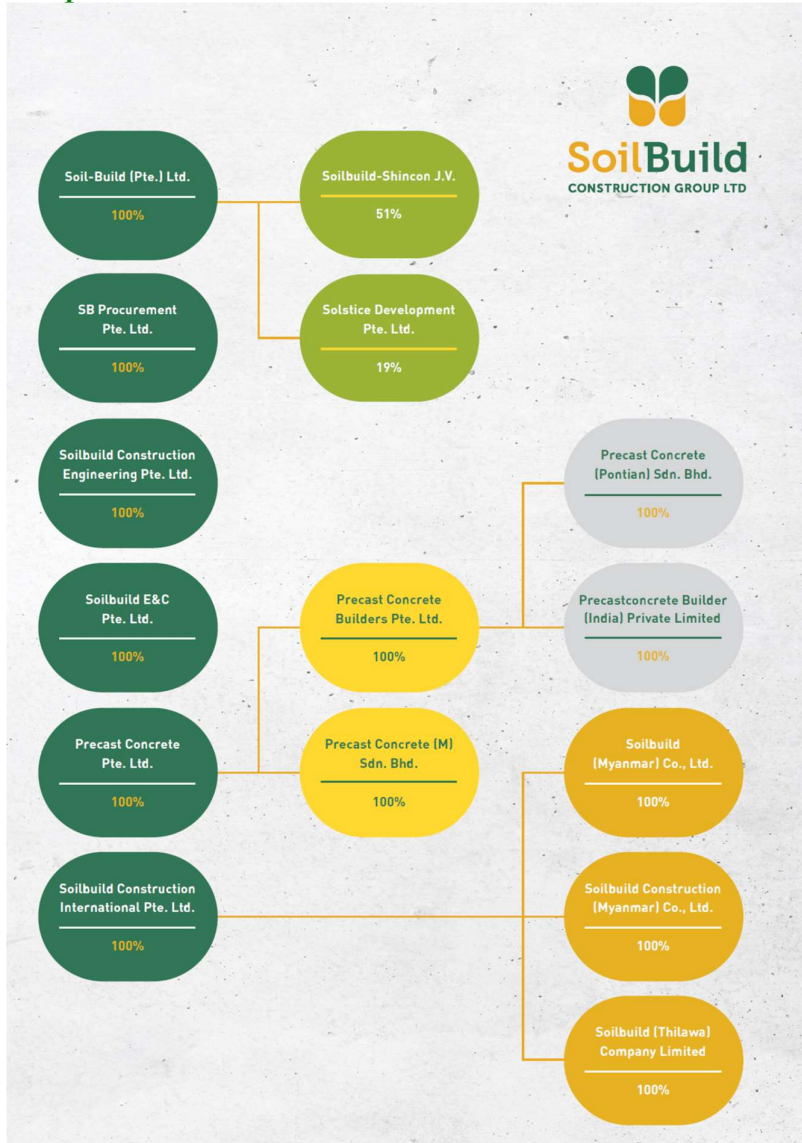 SoilBuild
CONSTRUCTION GROUP LTD
Soil-Build (Pte.) Ltd.
100%
Soilbuild-Shincon J.V.
51%
SB Procurement
Pte. Ltd.
100%
Solstice Development
Pte. Ltd.
19%
Soilbuild Construction
Engineering Pte. Ltd.
100%
Precast Concrete
(Pontian) Sdn. Bhd.
100%
Soilbuild E&C
Pte. Ltd.
100%
Precast Concrete
Builders Pte. Ltd.
100%
Precastconcrete Builder
(India) Private Limited
100%
Precast Concrete
Pte. Ltd.
100%
Precast Concrete (M)
Sdn. Bhd.
100%
Soilbuild
(Myanmar) Co., Ltd.
100%
Soilbuild Construction
International Pte. Ltd.
100%
Soilbuild Construction
(Myanmar) Co., Ltd.
100%
Soilbuild (Thilawa)
Company Limited
100%